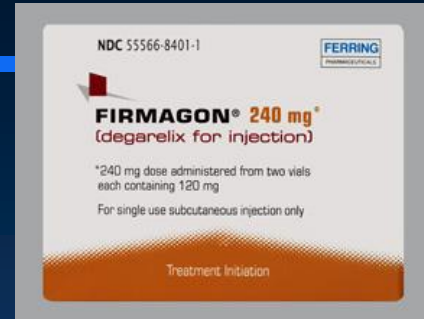 NDC 55566-8401-1
FERRING
PHARMACEUTICALS
FIRMAGON® 240 mg*
(degarelix for injection)
*240 mg dose administered from two vials
each containing 120 mg
For single use subcutaneous injection only
Treatment Initiation